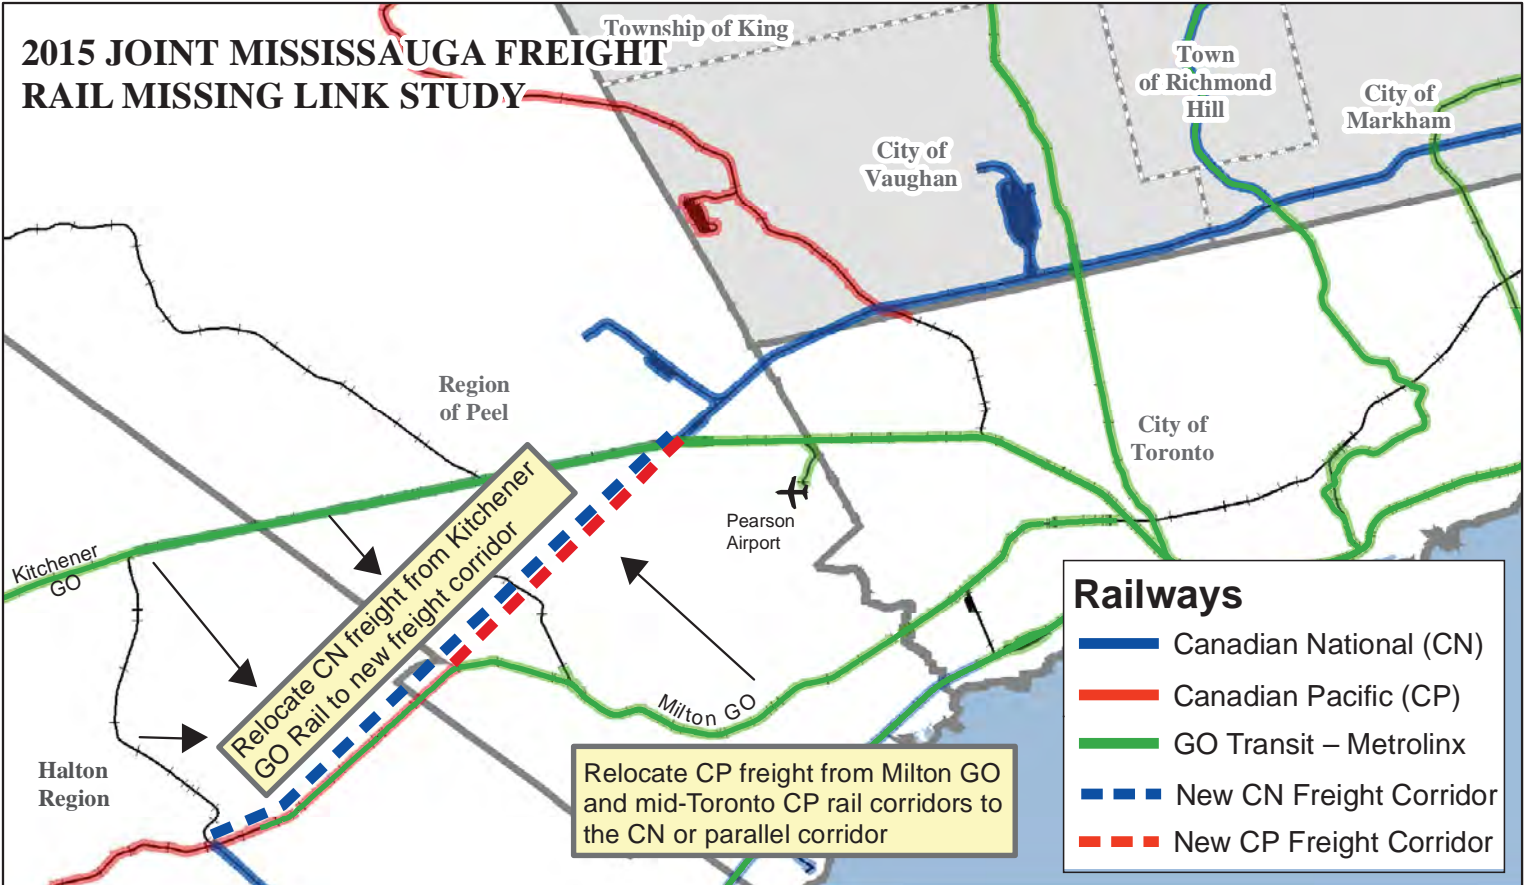 2015 JOINT MISSISSAUGA FREIGHT
RAIL MISSING LINK STUDY
Township of King
Town
of Richmond
Hill
City of
Markham
City of
Vaughan
Region
of Peel
City of
Toronto
Pearson
Airport
Kitchener
GO
Relocate CN freight from Kitchener
GO Rail to new freight corridor
Milton GO
Halton
Region
Relocate CP freight from Milton GO
and mid-Toronto CP rail corridors to
the CN or parallel corridor
Railways
Canadian National (CN)
Canadian Pacific (CP)
GO Transit – Metrolinx
New CN Freight Corridor
New CP Freight Corridor